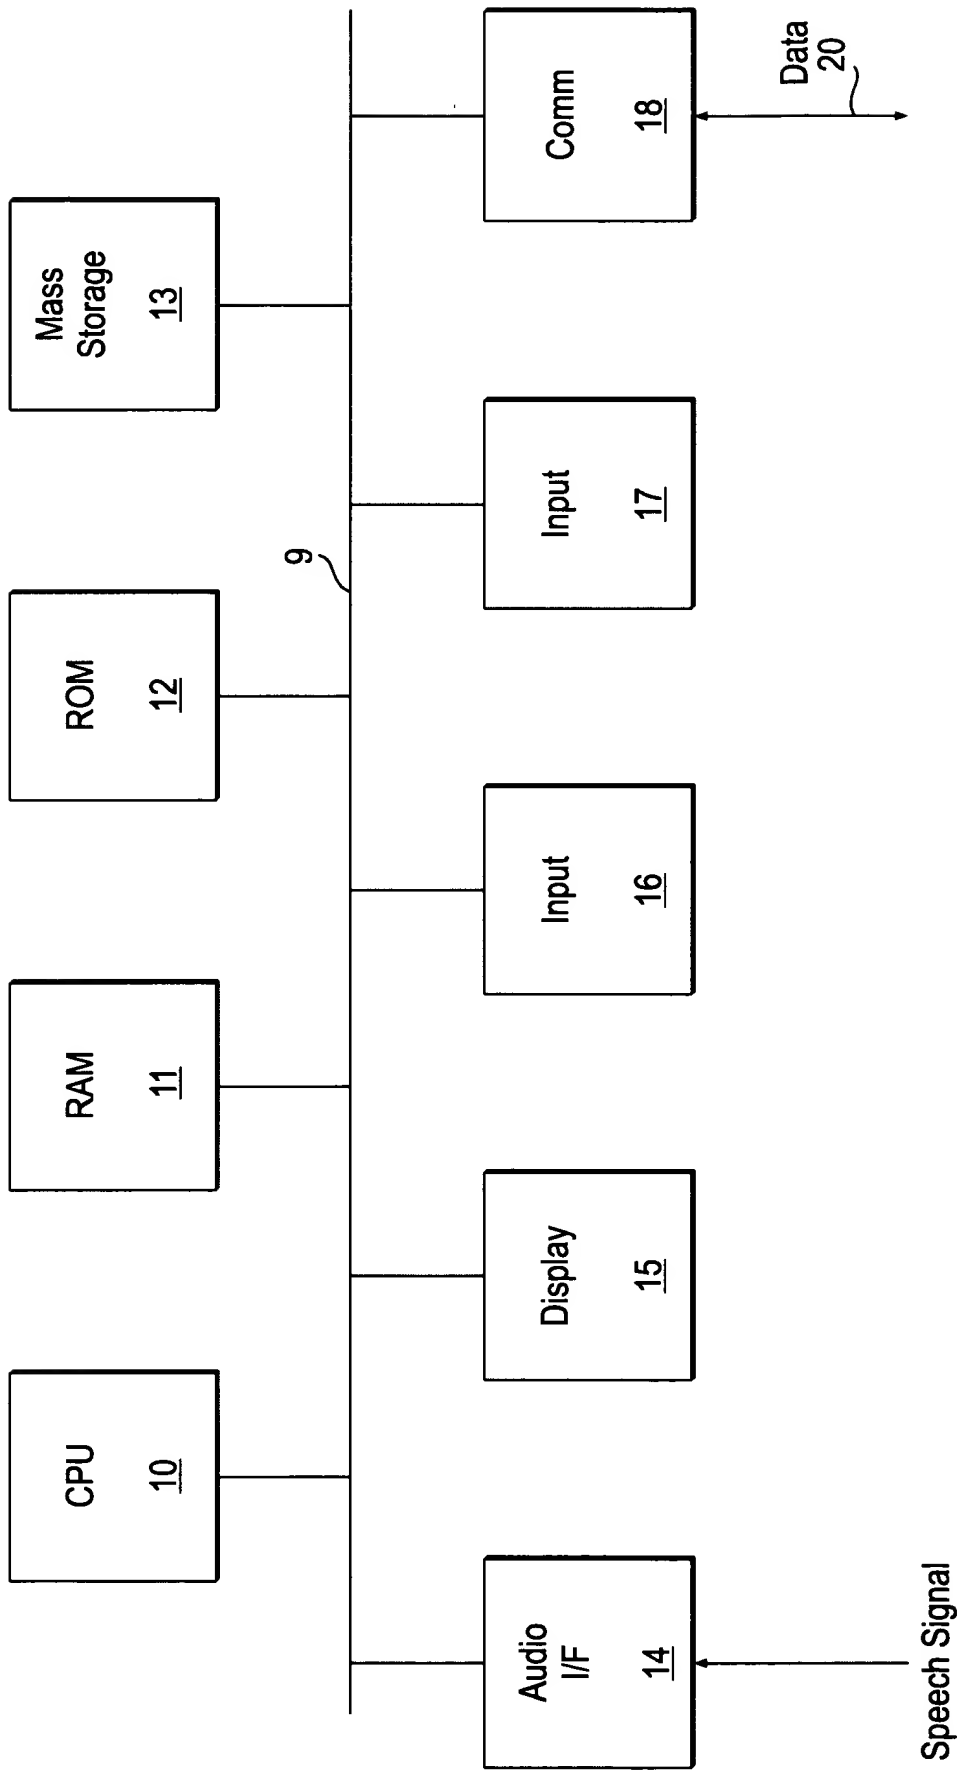 CPU
10
RAM
11
ROM
12
Mass
Storage
13
9
Audio
I/F
14
Display
15
Input
16
Input
17
Comm
18
Speech Signal
Data
20